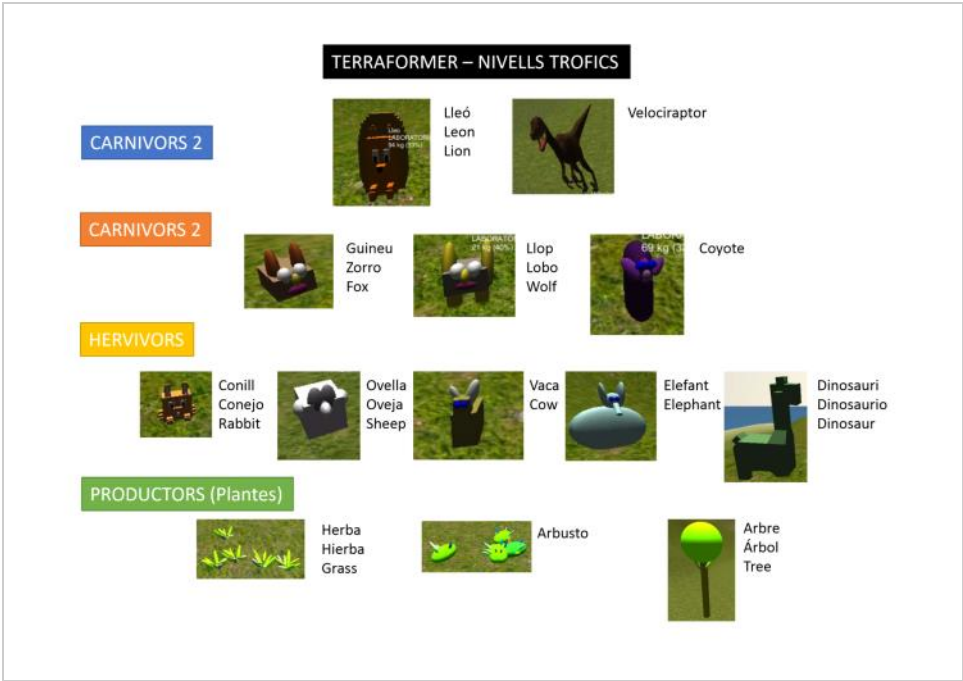 TERRAFORMER – NIVELLS TROFICS
CARNIVORS 2
Lleó
Leon
Lion
Velociraptor
CARNIVORS 2
Guineu
Zorro
Fox
Llop
Lobo
Wolf
Coyote
HERVIVORS
Conill
Conejo
Rabbit
Ovella
Oveja
Sheep
Vaca
Cow
Elefant
Elephant
Dinosauri
Dinosaurio
Dinosaur
PRODUCTORS (Plantes)
Herba
Hierba
Grass
Arbusto
Arbre
Árbol
Tree